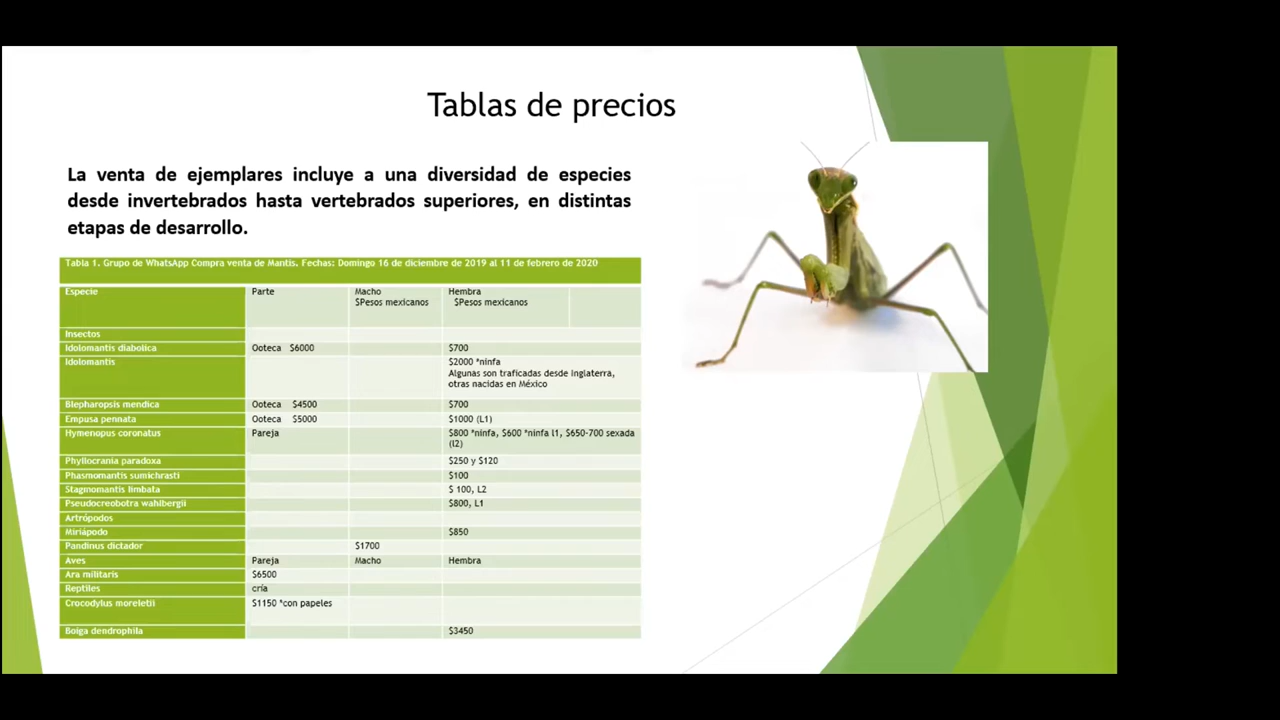 Tablas de precios
La venta de ejemplares incluye a una diversidad de especies
desde invertebrados hasta vertebrados superiores, en distintas
etapas de desarrollo.
Tabla 1. Grupo de WhatsApp Compra venta de Mantis. Fechas: Domingo 16 de diciembre de 2019 al 11 de febrero de 2020
Especie Parte Macho Hembra
$Pesos mexicanos $Pesos mexicanos
Insectos
Idolomantis diabolica Ooteca $6000 $700
Idolomantis $2000 *ninfa
Algunas son traficadas desde Inglaterra,
otras nacidas en México
Blepharopsis mendica Ooteca $4500 $700
Empusa pennata Ooteca $5000 $1000 (L1)
Hymenopus coronatus Pareja $800 *ninfa, $600 *ninfa l1, $650-700 sexada
(l2)
Phyllocrania paradoxa $250 y $120
Phasmomantis sumichrasti $100
Stagmomantis limbata $ 100, L2
Pseudocreobotra wahlbergii $800, L1
Artrópodos
Miriápodo $850
Pandinus dictador $1700
Aves Pareja Macho Hembra
Ara militaris $6500
Reptiles cría
Crocodylus moreletii $1150 *con papeles
Boiga dendrophila $3450